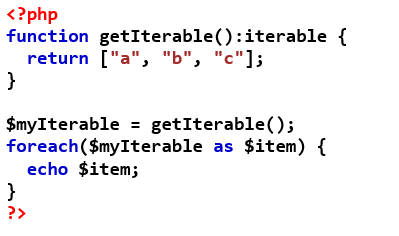 <?php
function getIterable():iterable {
  return ["a", "b", "c"];
}

$myIterable = getIterable();
foreach($myIterable as $item) {
  echo $item;
}
?>